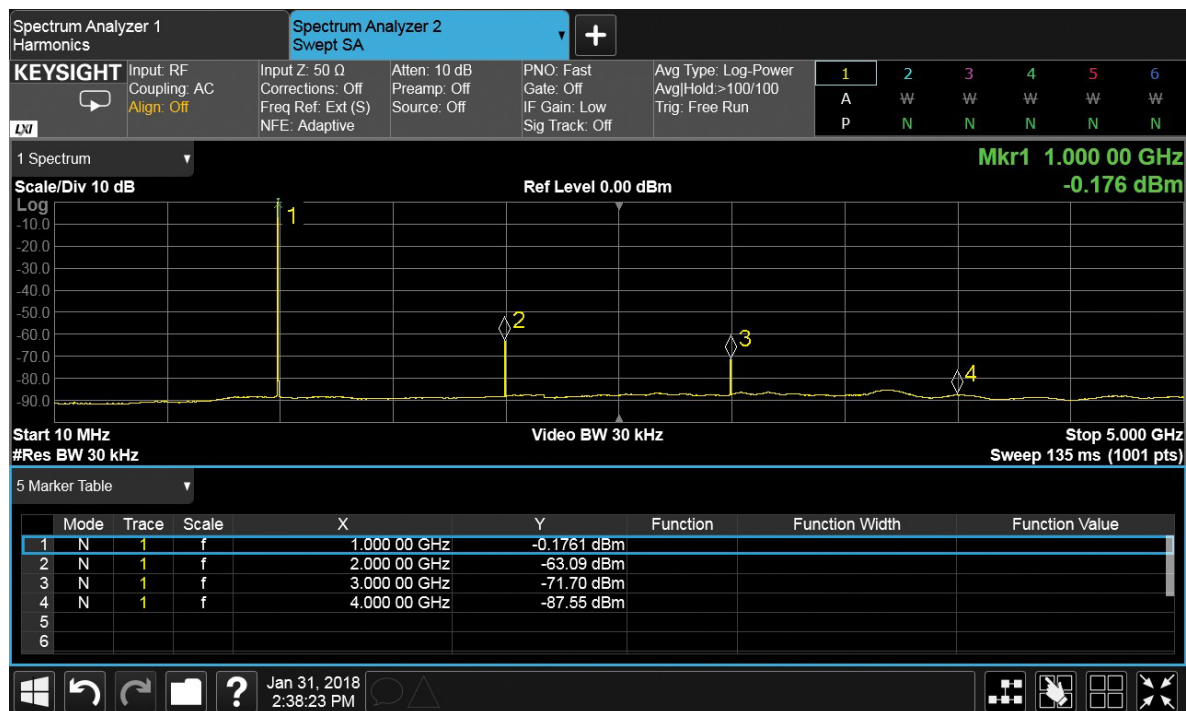 Spectrum Analyzer 1
Harmonics
Spectrum Analyzer 2
Swept SA
KEYSIGHT
LXI
Input: RF
Coupling: AC
Align: Off
Input Z: 50 Ω
Corrections: Off
Freq Ref: Ext (S)
NFE: Adaptive
Atten: 10 dB
Preamp: Off
Source: Off
PNO: Fast
Gate: Off
IF Gain: Low
Sig Track: Off
Avg Type: Log-Power
Avg|Hold:>100/100
Trig: Free Run
1 2 3 4 5 6
A W W W W W
P N N N N N
1 Spectrum
Mkr1 1.000 00 GHz
-0.176 dBm
Scale/Div 10 dB
Ref Level 0.00 dBm
Log
-10.0
-20.0
-30.0
-40.0
-50.0
-60.0
-70.0
-80.0
-90.0
1
2
3
4
Start 10 MHz
Video BW 30 kHz
Stop 5.000 GHz
#Res BW 30 kHz
Sweep 135 ms (1001 pts)
5 Marker Table
Mode Trace Scale X Y Function Function Width Function Value
1 N 1 f 1.000 00 GHz -0.1761 dBm
2 N 1 f 2.000 00 GHz -63.09 dBm
3 N 1 f 3.000 00 GHz -71.70 dBm
4 N 1 f 4.000 00 GHz -87.55 dBm
5
6
?
Jan 31, 2018
2:38:23 PM